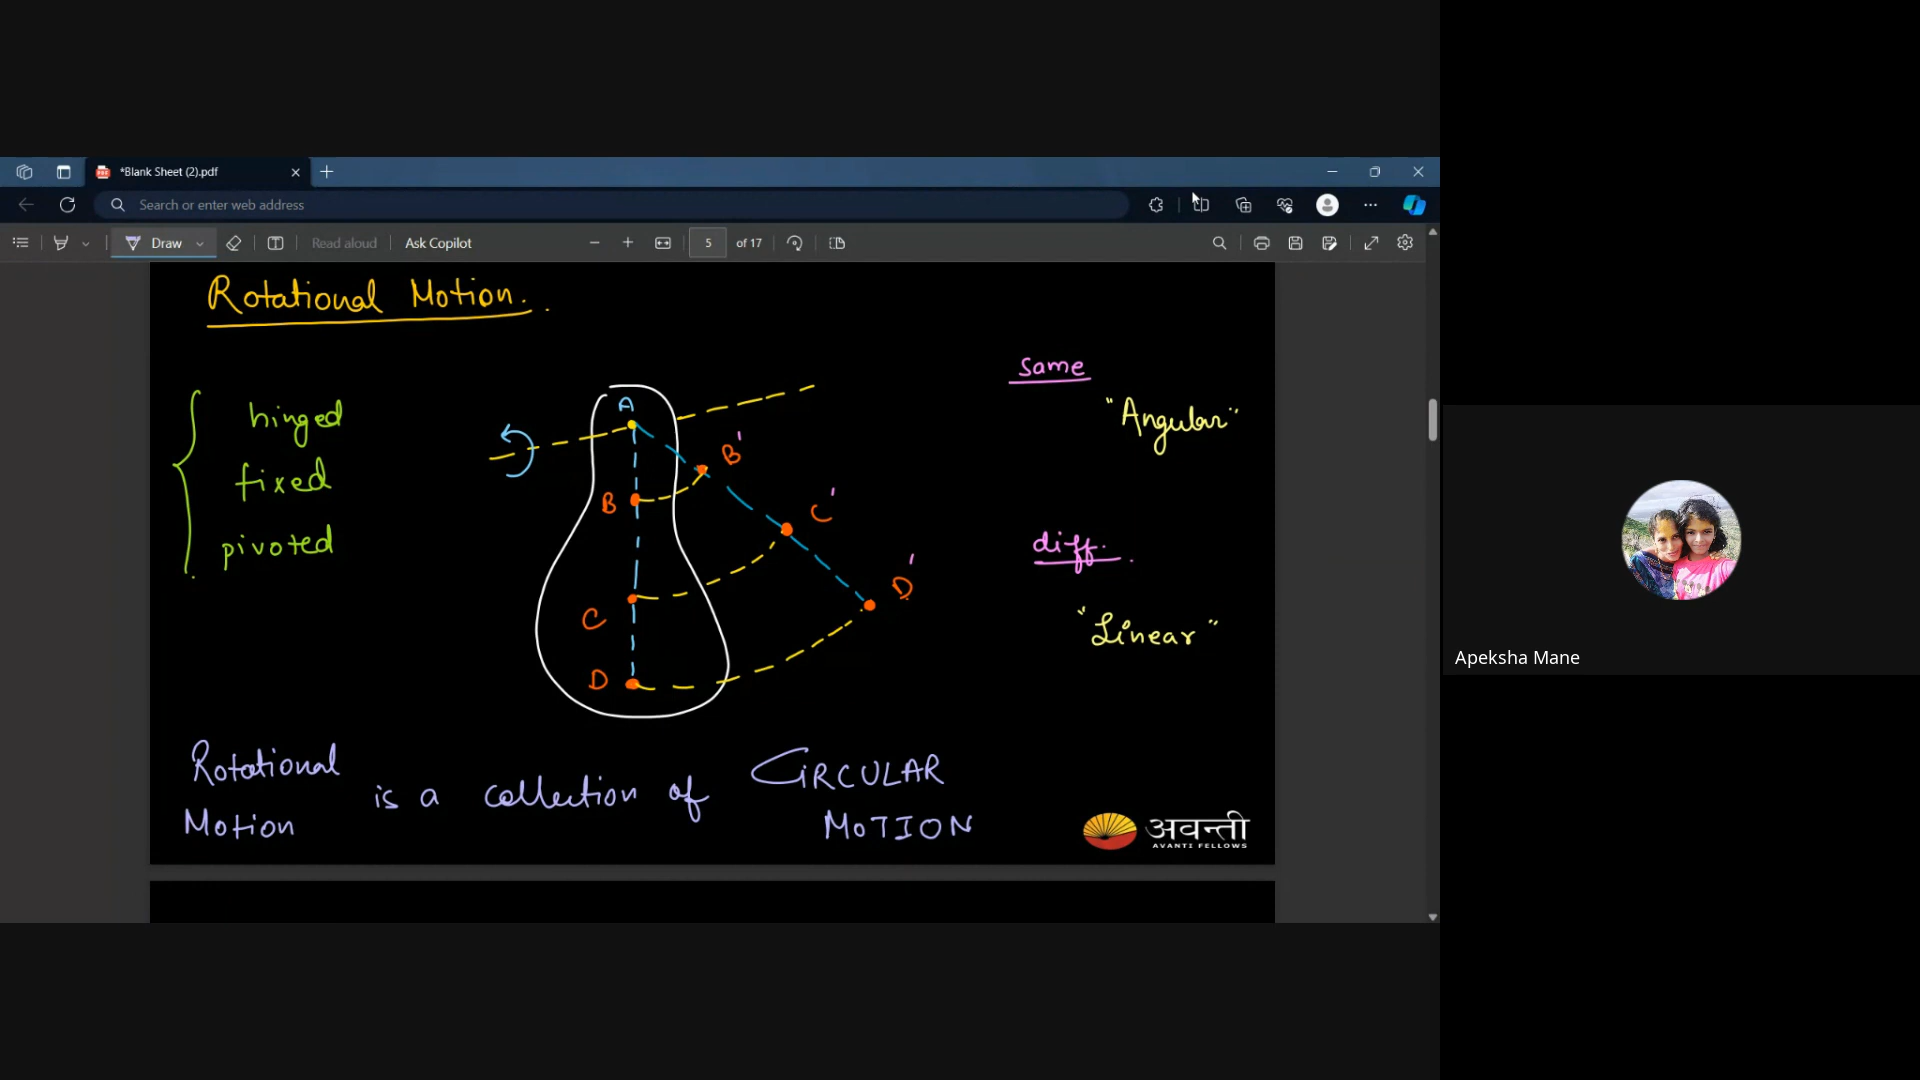 *Blank Sheet (2).pdf
Search or enter web address
Draw
Read aloud
Ask Copilot
5 of 17
Rotational Motion.
hinged
fixed
pivoted
A
B
C
D
B'
C'
D'
same
"Angular"
diff.
"Linear"
Rotational Motion is a collection of CIRCULAR MOTION
अवन्ती
AVANTI FELLOWS
Apeksha Mane